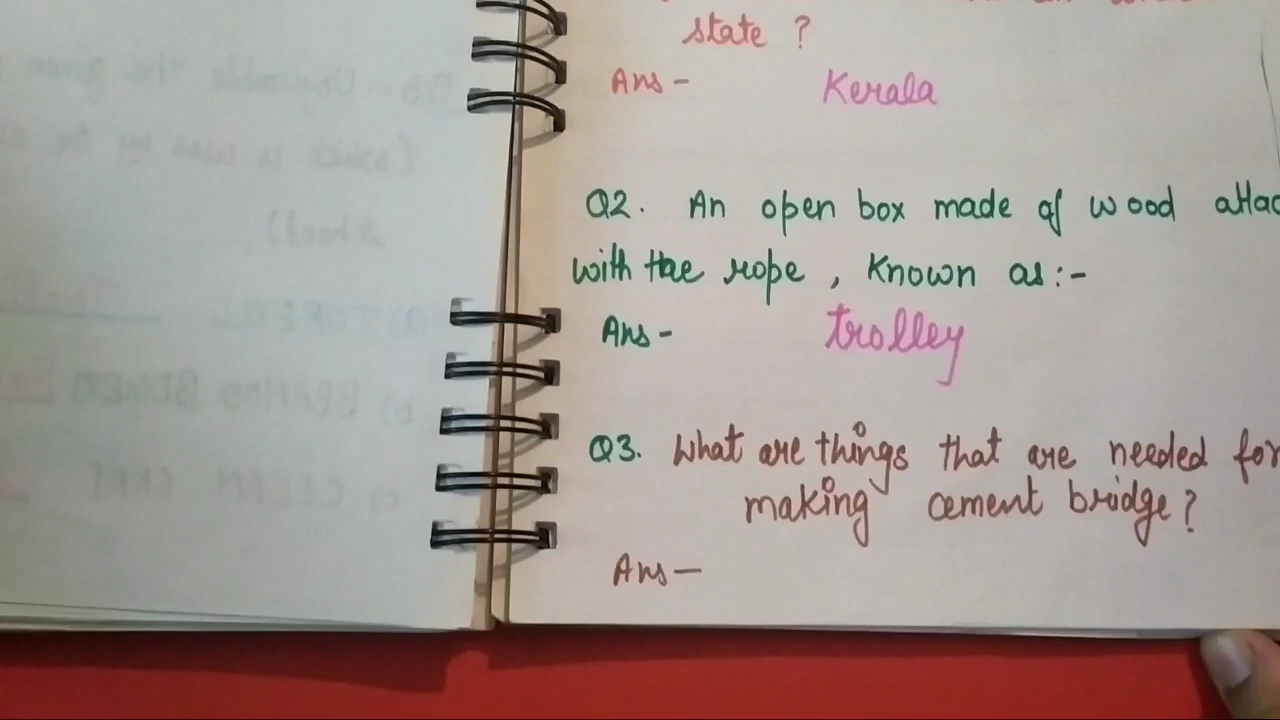 state ?
Ans - Kerala
Q2. An open box made of wood attac
with the rope , known as :-
Ans - trolley
Q3. What are things that are needed for
making cement bridge ?
Ans —